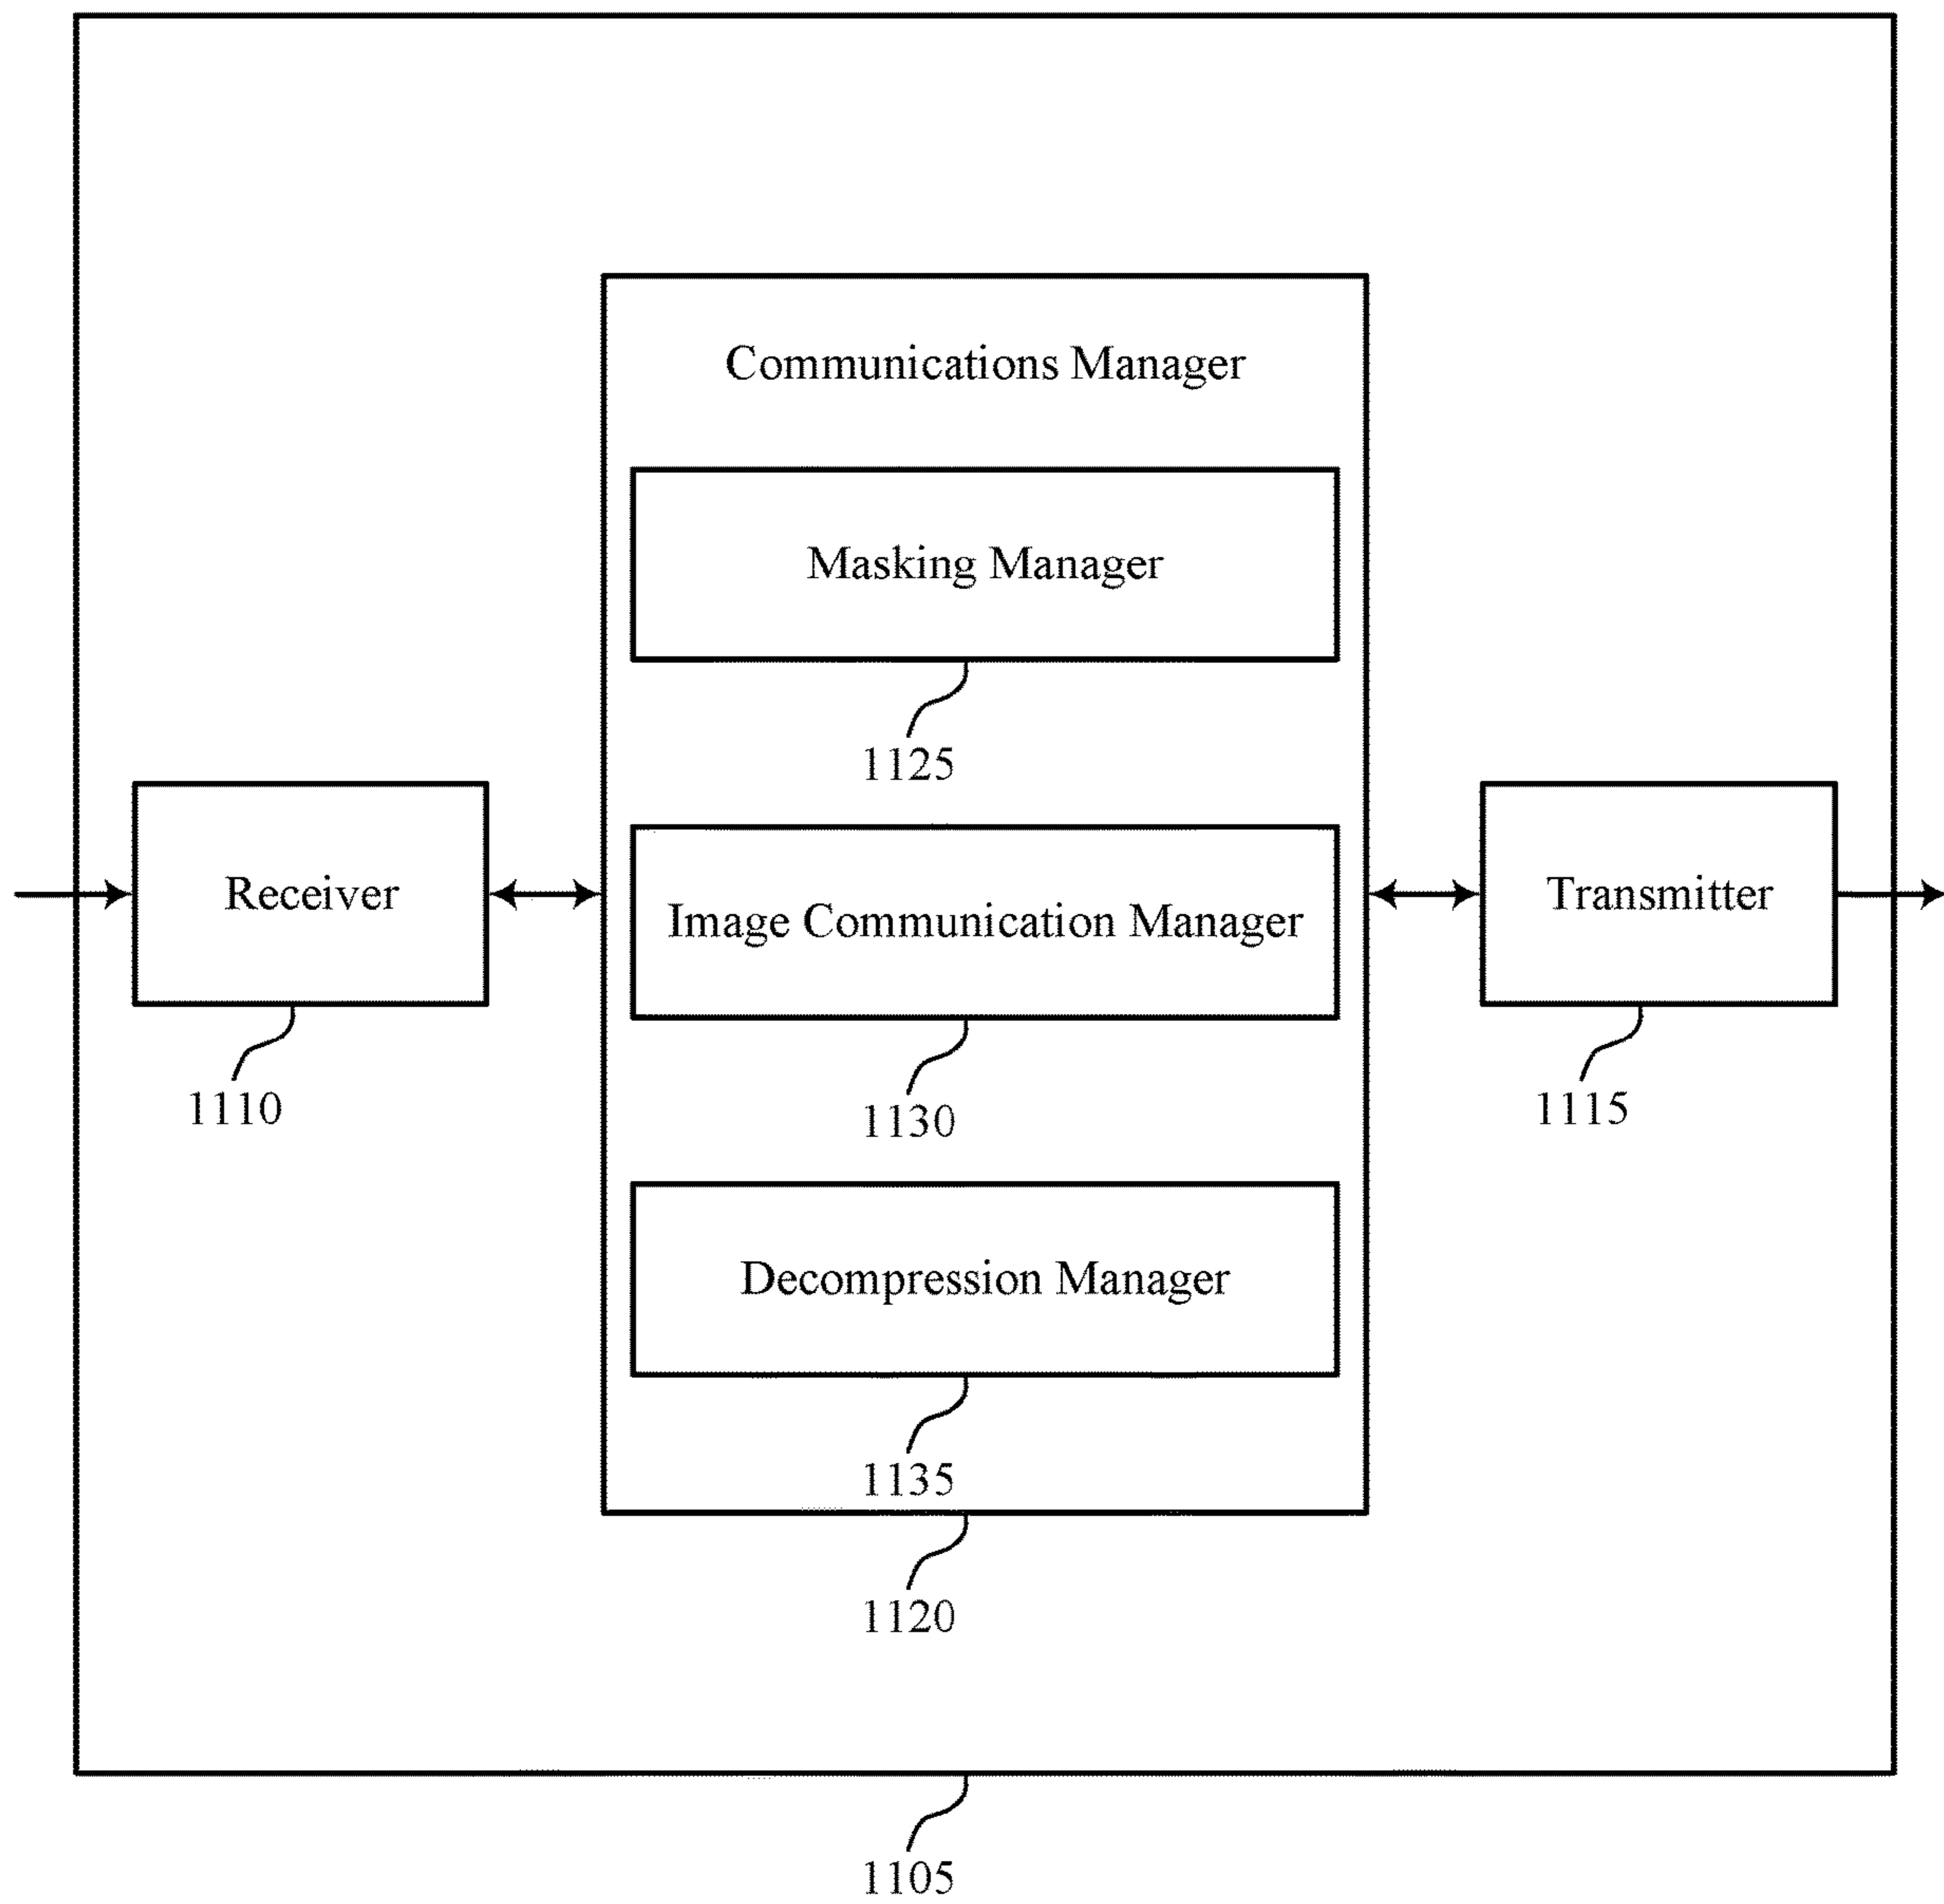 Communications Manager
Masking Manager
1125
Receiver
1110
Image Communication Manager
1130
Transmitter
1115
Decompression Manager
1135
1120
1105